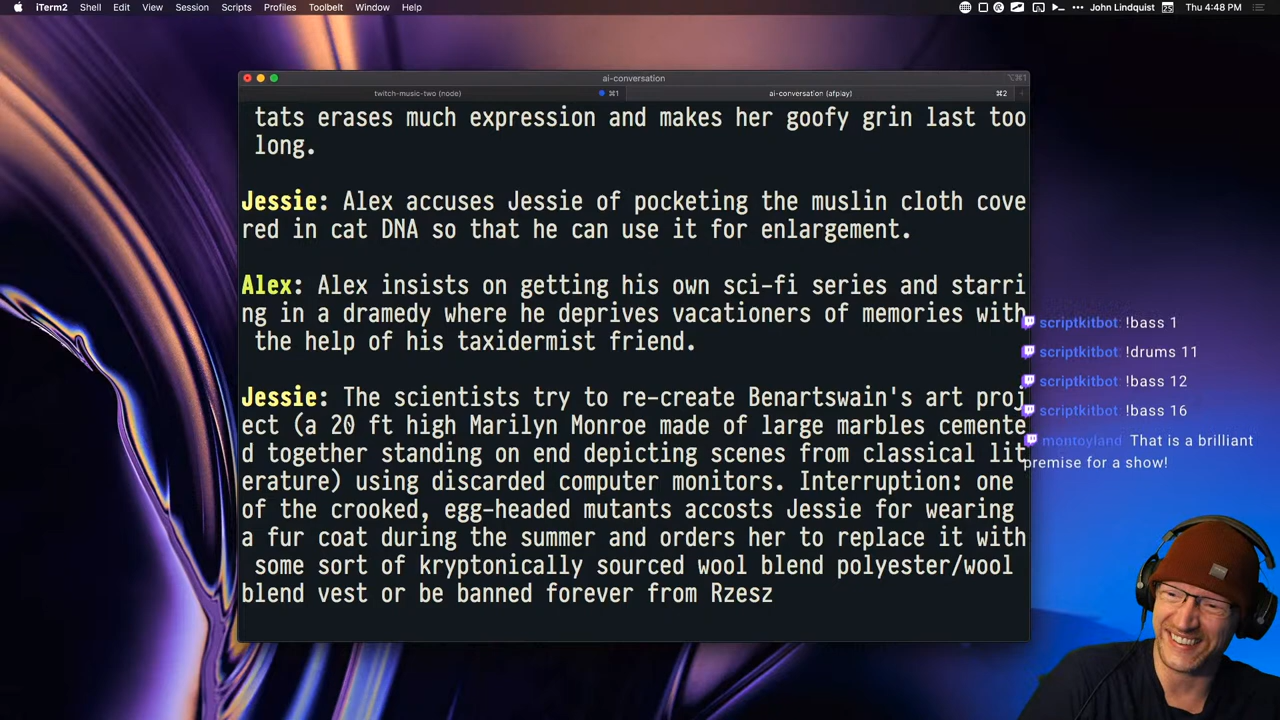 iTerm2 Shell Edit View Session Scripts Profiles Toolbelt Window Help
John Lindquist 25 Thu 4:48 PM
ai-conversation
⌥⌘1
twitch-music-two (node) ⌘1
ai-conversation (afplay) ⌘2
tats erases much expression and makes her goofy grin last too
long.
Jessie: Alex accuses Jessie of pocketing the muslin cloth cove
red in cat DNA so that he can use it for enlargement.
Alex: Alex insists on getting his own sci-fi series and starri
ng in a dramedy where he deprives vacationers of memories with
the help of his taxidermist friend.
Jessie: The scientists try to re-create Benartswain's art proj
ect (a 20 ft high Marilyn Monroe made of large marbles cemente
d together standing on end depicting scenes from classical lit
erature) using discarded computer monitors. Interruption: one
of the crooked, egg-headed mutants accosts Jessie for wearing
a fur coat during the summer and orders her to replace it with
some sort of kryptonically sourced wool blend polyester/wool
blend vest or be banned forever from Rzesz
scriptkitbot: !bass 1
scriptkitbot: !drums 11
scriptkitbot: !bass 12
scriptkitbot: !bass 16
montoyland: That is a brilliant
premise for a show!